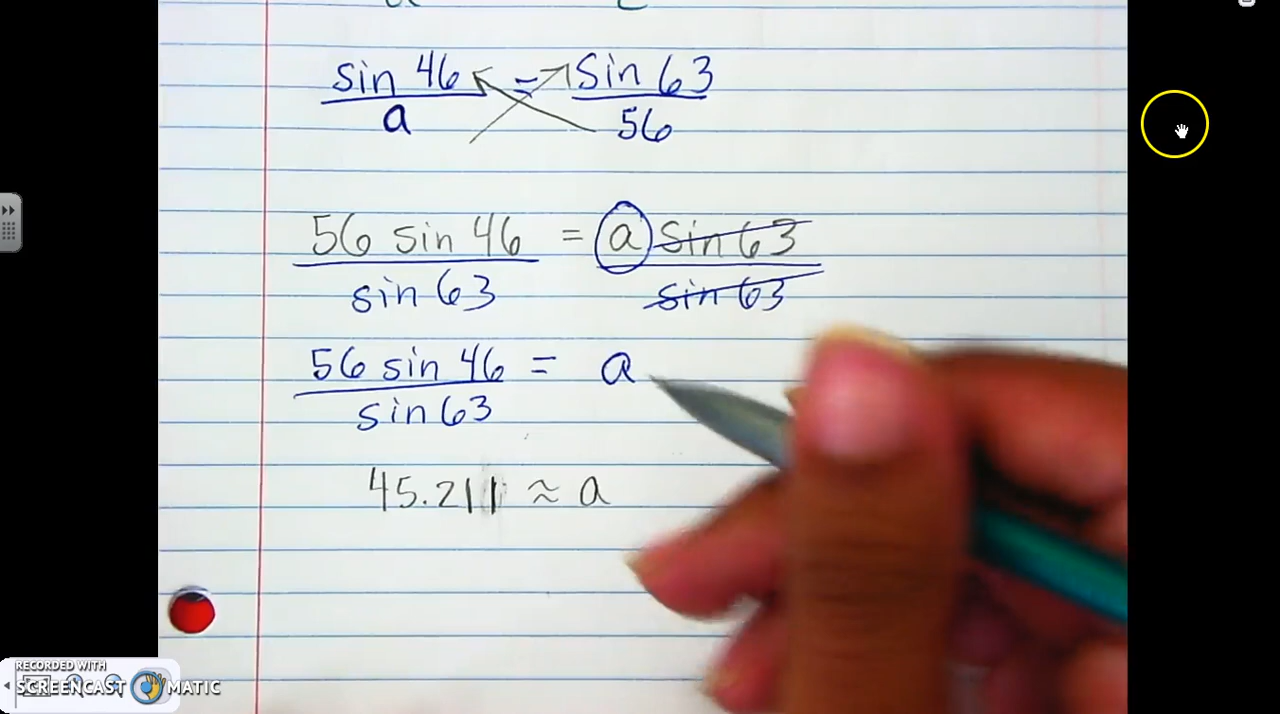 sin 46 = sin 63
a 56
56 sin 46 = a sin 63
sin 63 sin 63
56 sin 46 = a
sin 63
45.211 ≈ a
RECORDED WITH
SCREENCAST MATIC